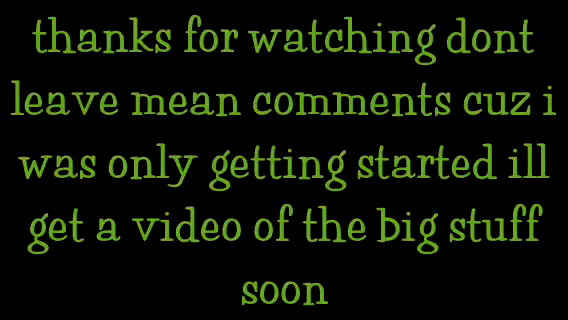 thanks for watching dont
leave mean comments cuz i
was only getting started ill
get a video of the big stuff
soon